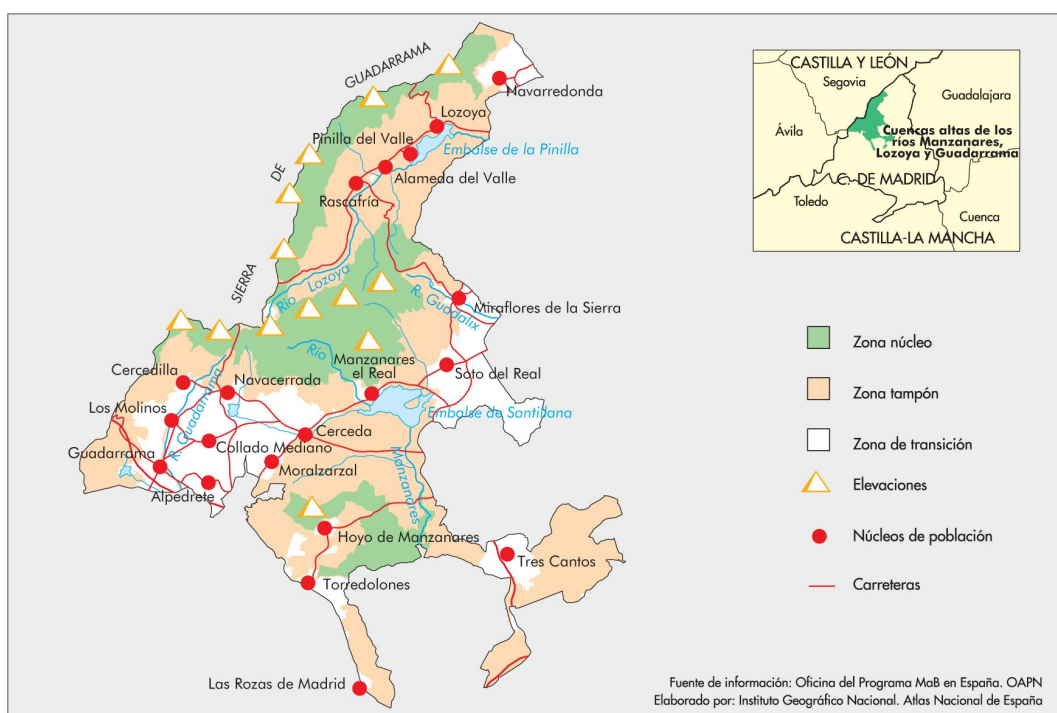 GUADARRAMA
DE
SIERRA
Navarredonda
Lozoya
Pinilla del Valle
Embalse de la Pinilla
Alameda del Valle
Rascafría
Río Lozoya
R. Guadalix
Miraflores de la Sierra
Río
Manzanares
el Real
Soto del Real
Cercedilla
R. Guadarrama
Navacerrada
Los Molinos
Embalse de Santillana
Cerceda
Guadarrama
Collado Mediano
Moralzarzal
Manzanares
Alpedrete
Hoyo de Manzanares
Tres Cantos
Torredolones
Las Rozas de Madrid
CASTILLA Y LEÓN
Segovia
Guadalajara
Ávila
Cuencas altas de los
ríos Manzanares,
Lozoya y Guadarrama
C. DE MADRID
Toledo
Cuenca
CASTILLA-LA MANCHA
Zona núcleo
Zona tampón
Zona de transición
Elevaciones
Núcleos de población
Carreteras
Fuente de información: Oficina del Programa MaB en España. OAPN
Elaborado por: Instituto Geográfico Nacional. Atlas Nacional de España